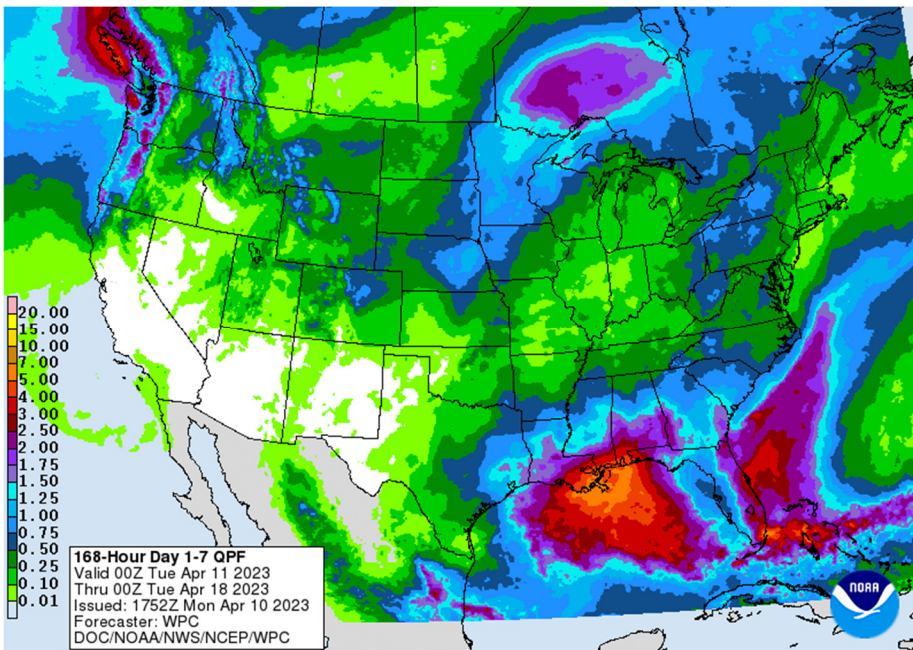 20.00
15.00
10.00
7.00
5.00
4.00
3.00
2.50
2.00
1.75
1.50
1.25
1.00
0.75
0.50
0.25
0.10
0.01
168-Hour Day 1-7 QPF
Valid 00Z Tue Apr 11 2023
Thru 00Z Tue Apr 18 2023
Issued: 1752Z Mon Apr 10 2023
Forecaster: WPC
DOC/NOAA/NWS/NCEP/WPC
NOAA